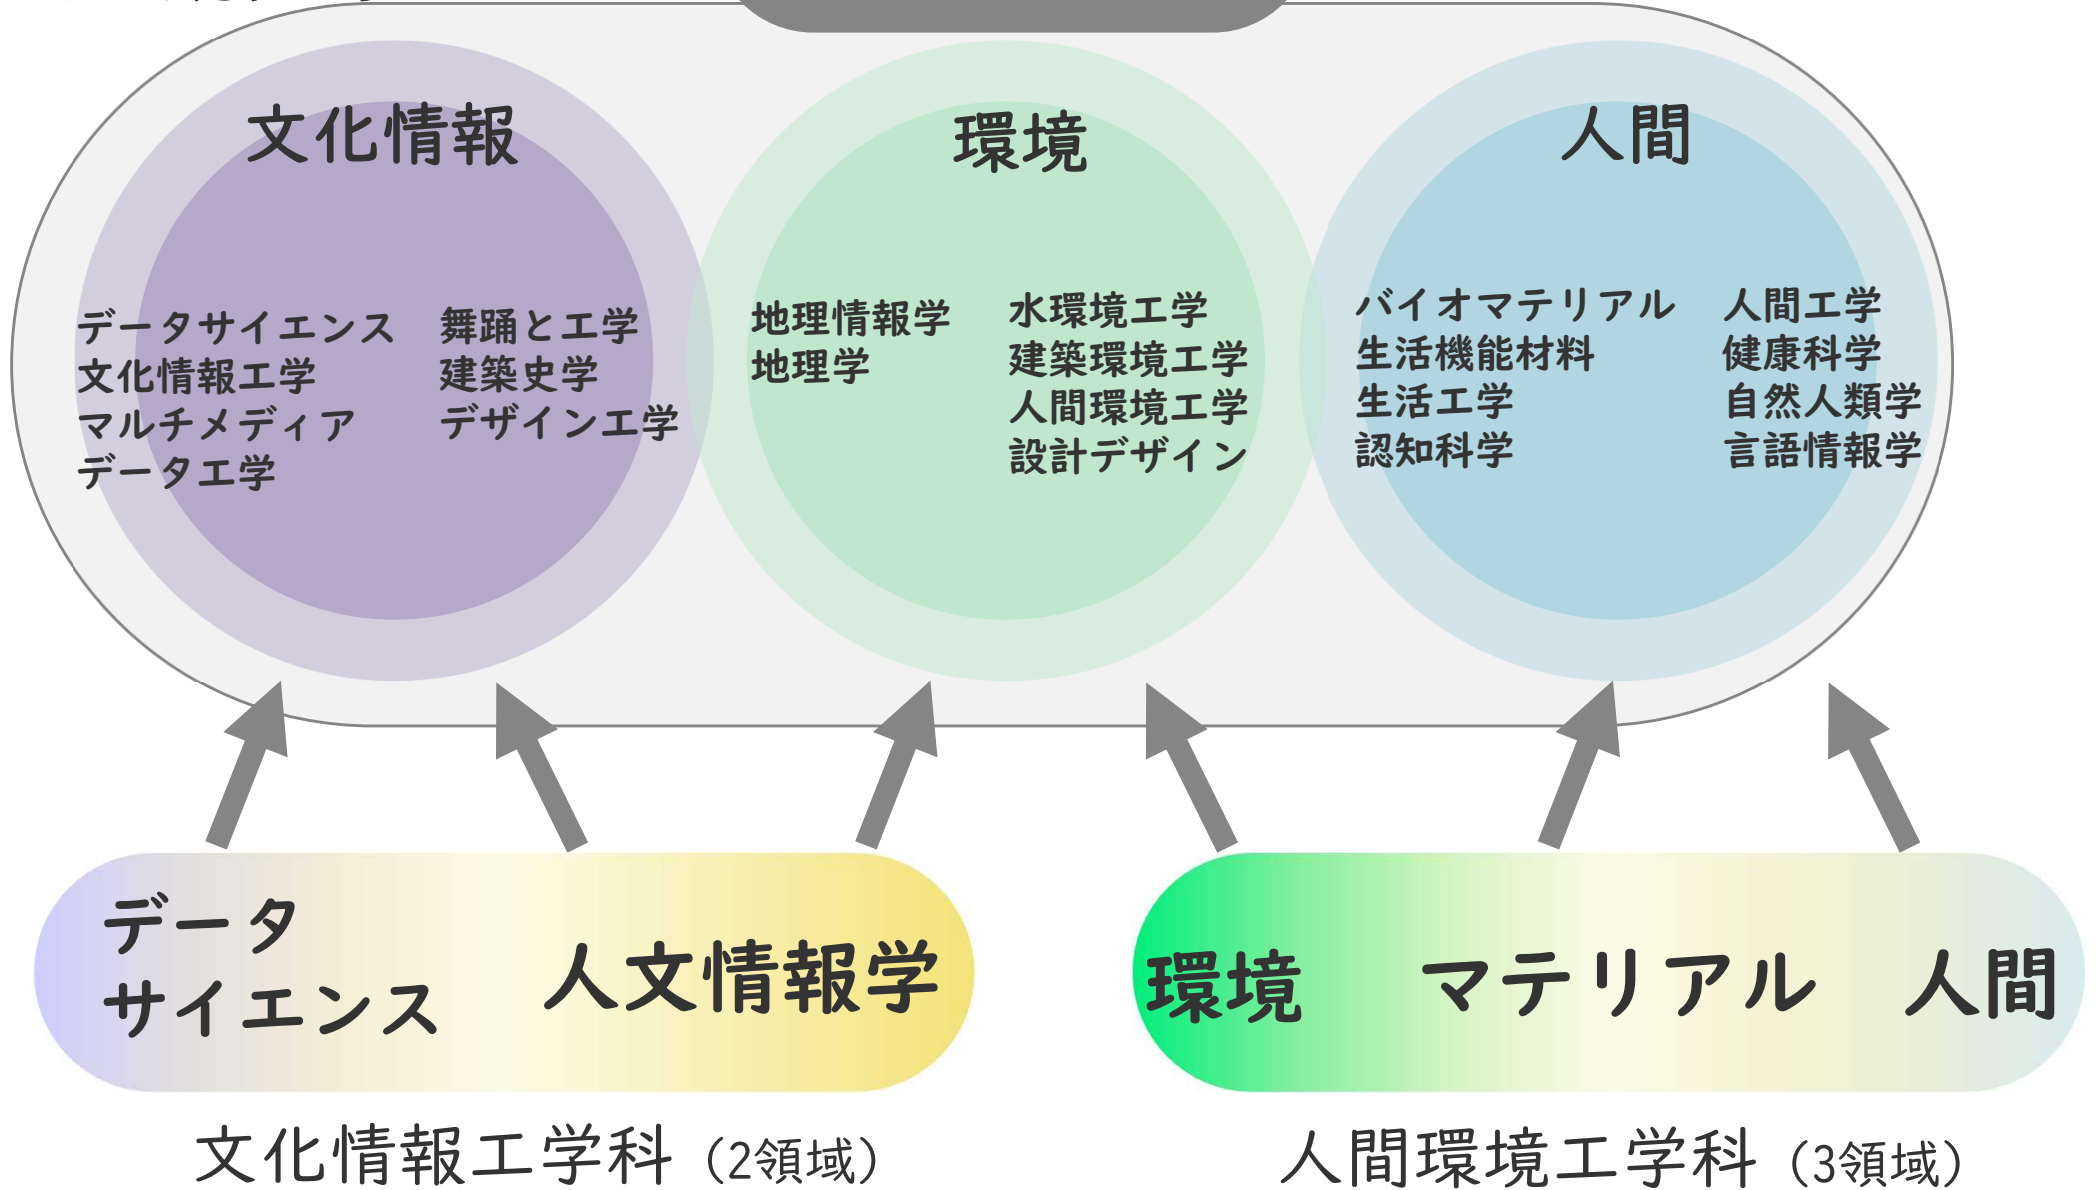 文化情報
環境
人間
データサイエンス
文化情報工学
マルチメディア
データ工学
舞踊と工学
建築史学
デザイン工学
地理情報学
地理学
水環境工学
建築環境工学
人間環境工学
設計デザイン
バイオマテリアル
生活機能材料
生活工学
認知科学
人間工学
健康科学
自然人類学
言語情報学
データ
サイエンス
人文情報学
環境
マテリアル
人間
文化情報工学科（2領域）
人間環境工学科（3領域）